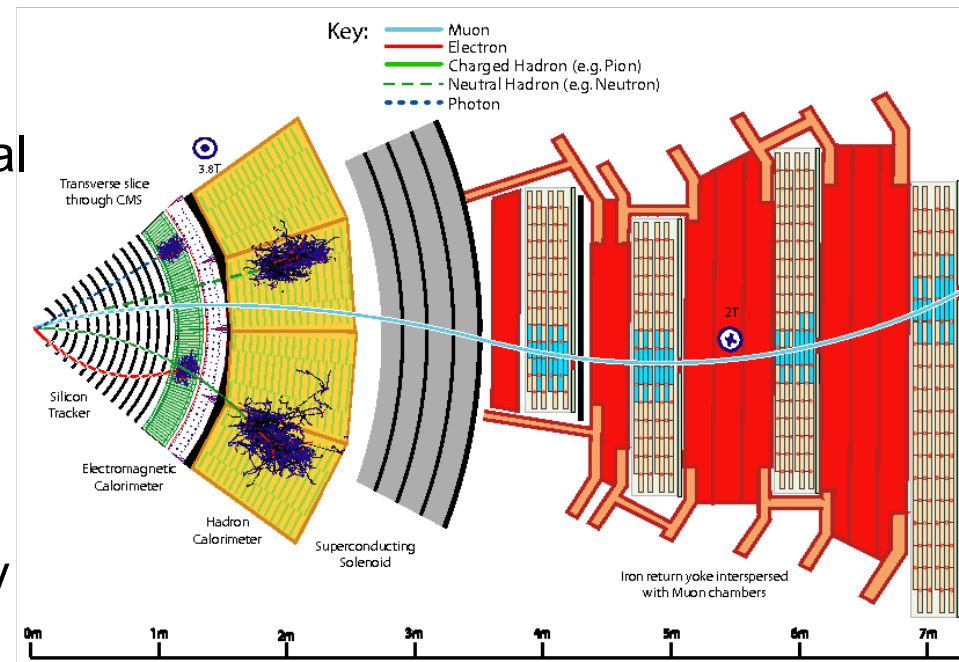 Key:
Muon
Electron
Charged Hadron (e.g. Pion)
Neutral Hadron (e.g. Neutron)
Photon
al
3.8T
Transverse slice
through CMS
2T
Silicon
Tracker
Electromagnetic
Calorimeter
Hadron
Calorimeter
Superconducting
Solenoid
Iron return yoke interspersed
with Muon chambers
y
0m 1m 2m 3m 4m 5m 6m 7m